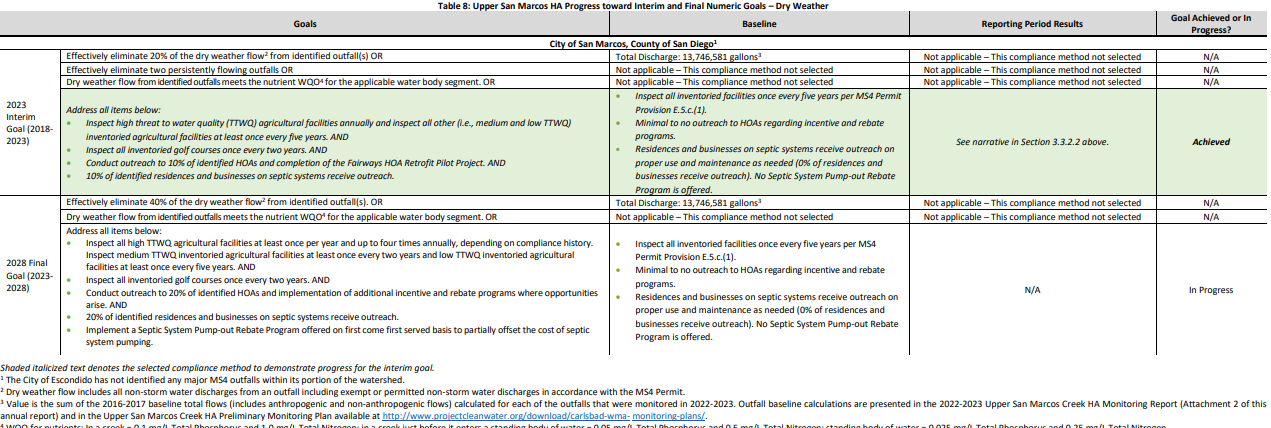 Table 8: Upper San Marcos HA Progress toward Interim and Final Numeric Goals – Dry Weather
Goals
Baseline
Reporting Period Results
Goal Achieved or In
Progress?
City of San Marcos, County of San Diego¹
2023
Interim
Goal (2018-
2023)
Effectively eliminate 20% of the dry weather flow² from identified outfall(s) OR
Total Discharge: 13,746,581 gallons³
Not applicable – This compliance method not selected
N/A
Effectively eliminate two persistently flowing outfalls OR
Not applicable – This compliance method not selected
Not applicable – This compliance method not selected
N/A
Dry weather flow from identified outfalls meets the nutrient WQO⁴ for the applicable water body segment. OR
Not applicable – This compliance method not selected
Not applicable – This compliance method not selected
N/A
Address all items below:
• Inspect high threat to water quality (TTWQ) agricultural facilities annually and inspect all other (i.e., medium and low TTWQ)
inventoried agricultural facilities at least once every five years. AND
• Inspect all inventoried golf courses once every two years. AND
• Conduct outreach to 10% of identified HOAs and completion of the Fairways HOA Retrofit Pilot Project. AND
• 10% of identified residences and businesses on septic systems receive outreach.
• Inspect all inventoried facilities once every five years per MS4 Permit
Provision E.5.c.(1).
• Minimal to no outreach to HOAs regarding incentive and rebate
programs.
• Residences and businesses on septic systems receive outreach on
proper use and maintenance as needed (0% of residences and
businesses receive outreach). No Septic System Pump-out Rebate
Program is offered.
See narrative in Section 3.3.2.2 above.
Achieved
2028 Final
Goal (2023-
2028)
Effectively eliminate 40% of the dry weather flow² from identified outfall(s). OR
Total Discharge: 13,746,581 gallons³
Not applicable – This compliance method not selected
N/A
Dry weather flow from identified outfalls meets the nutrient WQO⁴ for the applicable water body segment. OR
Not applicable – This compliance method not selected
Not applicable – This compliance method not selected
N/A
Address all items below:
• Inspect all high TTWQ agricultural facilities at least once per year and up to four times annually, depending on compliance history.
Inspect medium TTWQ inventoried agricultural facilities at least once every two years and low TTWQ inventoried agricultural
facilities at least once every five years. AND
• Inspect all inventoried golf courses once every two years. AND
• Conduct outreach to 20% of identified HOAs and implementation of additional incentive and rebate programs where opportunities
arise. AND
• 20% of identified residences and businesses on septic systems receive outreach.
• Implement a Septic System Pump-out Rebate Program offered on first come first served basis to partially offset the cost of septic
system pumping.
• Inspect all inventoried facilities once every five years per MS4
Permit Provision E.5.c.(1).
• Minimal to no outreach to HOAs regarding incentive and rebate
programs.
• Residences and businesses on septic systems receive outreach on
proper use and maintenance as needed (0% of residences and
businesses receive outreach). No Septic System Pump-out Rebate
Program is offered.
N/A
In Progress
Shaded italicized text denotes the selected compliance method to demonstrate progress for the interim goal.
¹ The City of Escondido has not identified any major MS4 outfalls within its portion of the watershed.
² Dry weather flow includes all non-storm water discharges from an outfall including exempt or permitted non-storm water discharges in accordance with the MS4 Permit.
³ Value is the sum of the 2016-2017 baseline total flows (includes anthropogenic and non-anthropogenic flows) calculated for each of the outfalls that were monitored in 2022-2023. Outfall baseline calculations are presented in the 2022-2023 Upper San Marcos Creek HA Monitoring Report (Attachment 2 of this
annual report) and in the Upper San Marcos Creek HA Preliminary Monitoring Plan available at http://www.projectcleanwater.org/download/carlsbad-wma- monitoring-plans/.
⁴ WQO for nutrients: In a creek = 0.1 mg/L Total Phosphorus and 1.0 mg/L Total Nitrogen; in a creek just before it enters a standing body of water = 0.05 mg/L Total Phosphorus and 0.5 mg/L Total Nitrogen; standing body of water = 0.025 mg/L Total Phosphorus and 0.25 mg/L Total Nitrogen